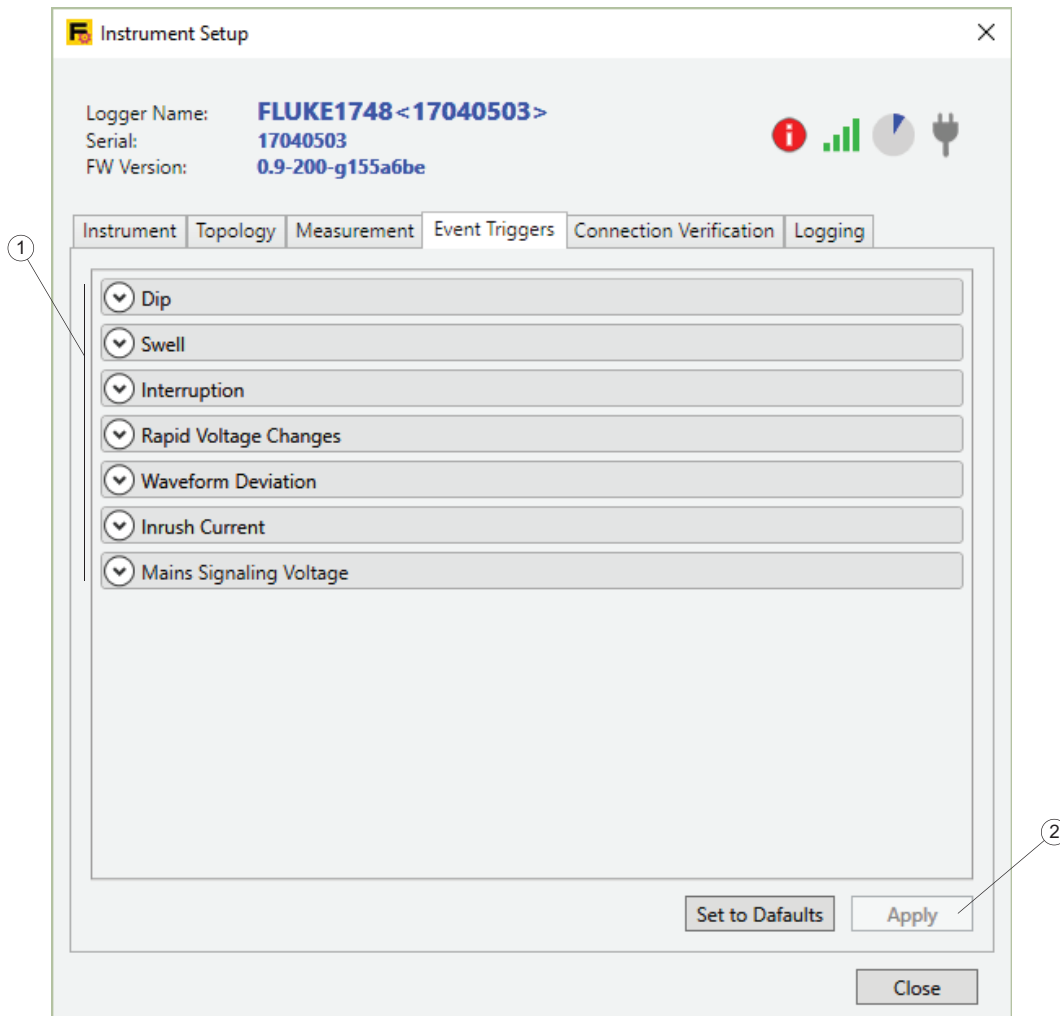 Instrument Setup
Logger Name: FLUKE1748<17040503>
Serial: 17040503
FW Version: 0.9-200-g155a6be
Instrument Topology Measurement Event Triggers Connection Verification Logging
1
Dip
Swell
Interruption
Rapid Voltage Changes
Waveform Deviation
Inrush Current
Mains Signaling Voltage
2
Set to Dafaults Apply
Close